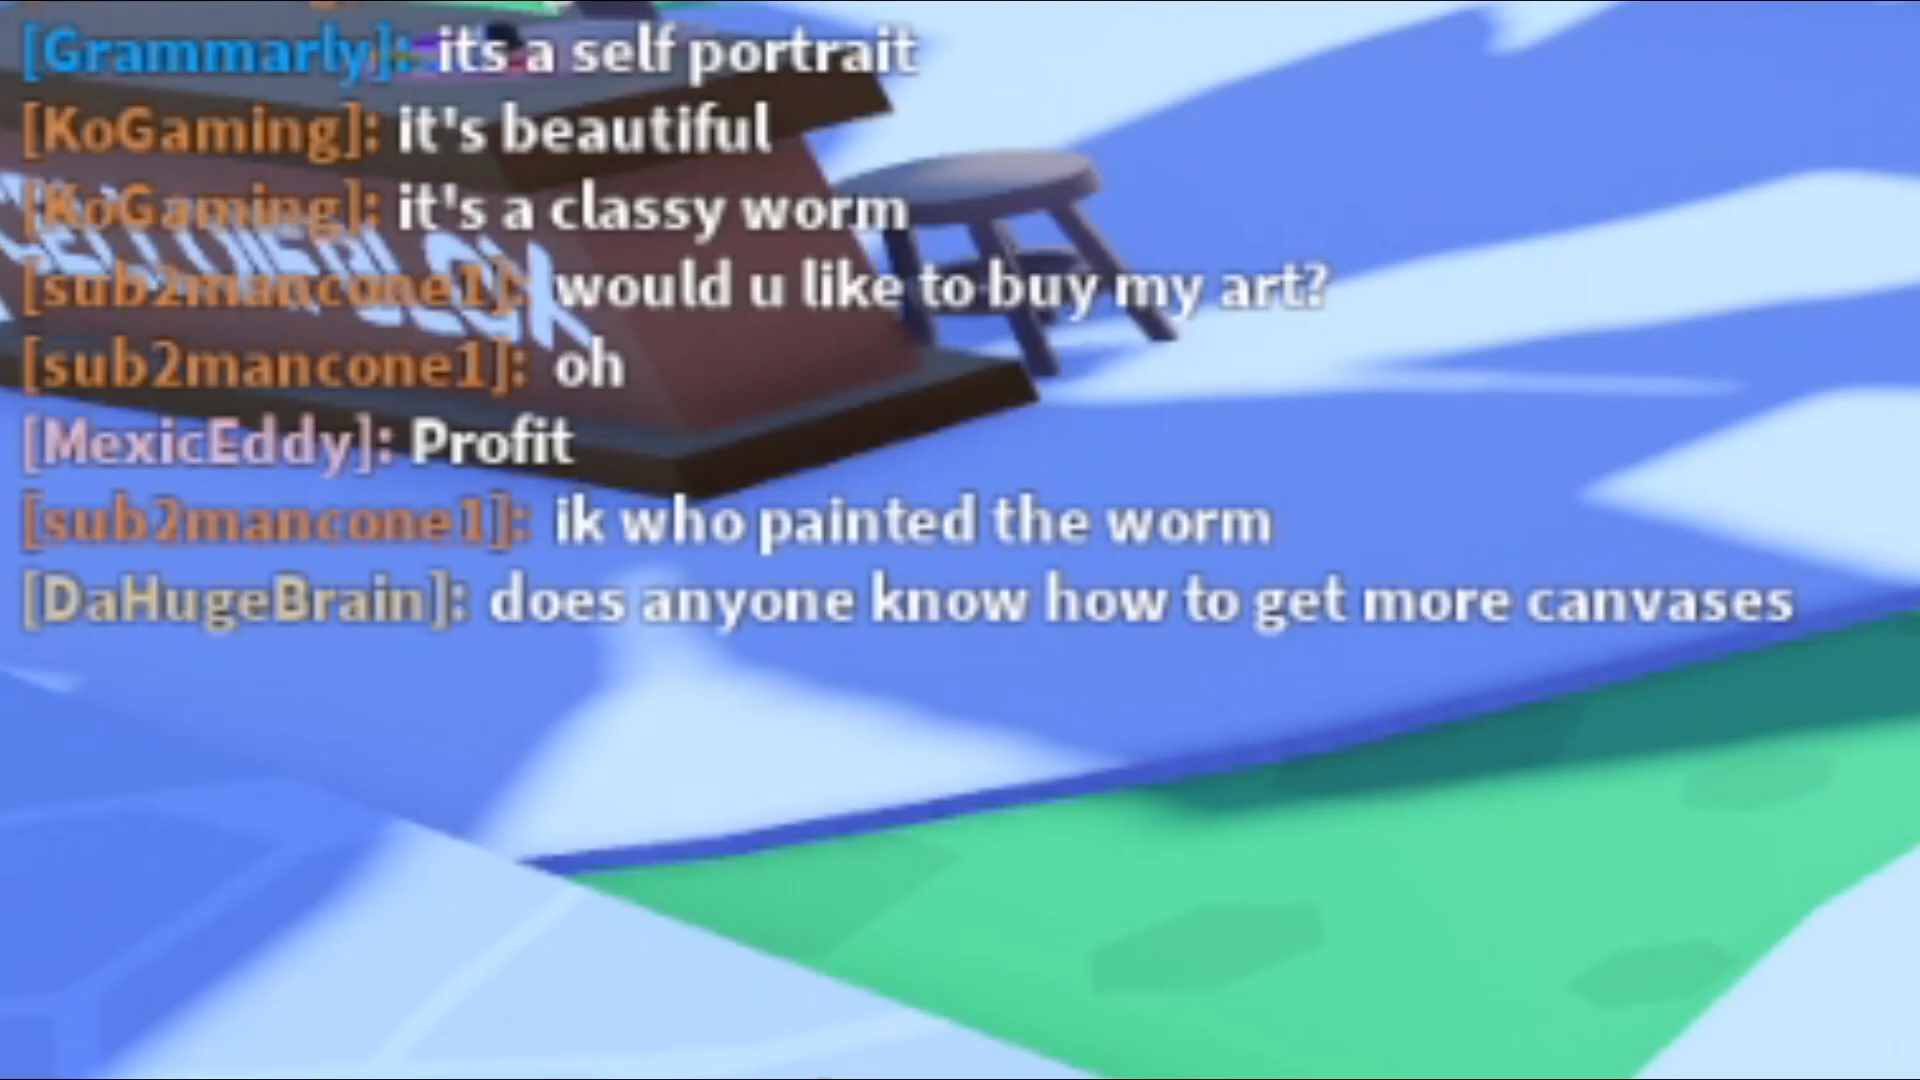 [Grammarly]: its a self portrait
[KoGaming]: it's beautiful
[KoGaming]: it's a classy worm
[sub2mancone1]: would u like to buy my art?
[sub2mancone1]: oh
[MexicEddy]: Profit
[sub2mancone1]: ik who painted the worm
[DaHugeBrain]: does anyone know how to get more canvases